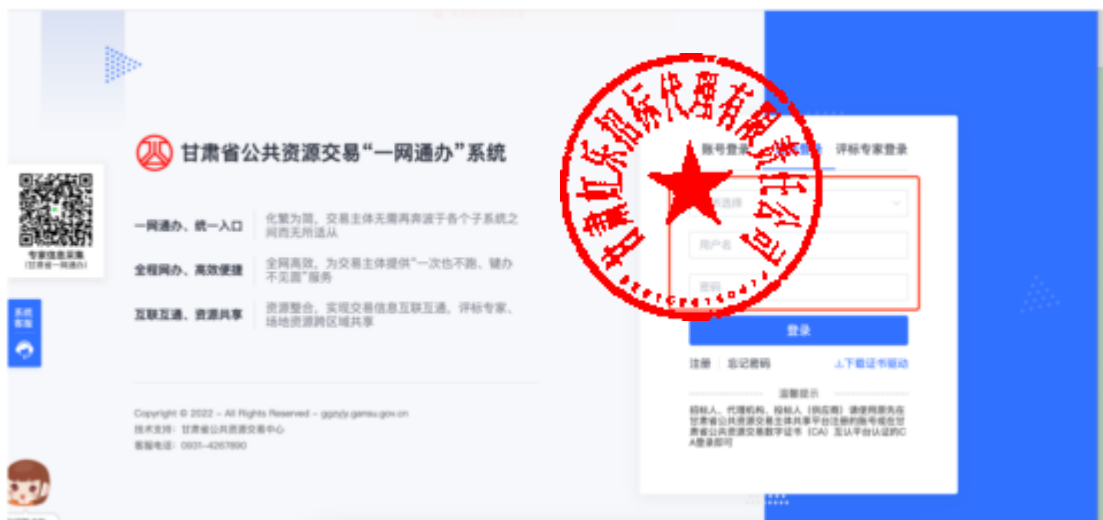 甘肃省公共资源交易“一网通办”系统
专家信息采集
(甘肃省一网通办)
一网通办、统一入口
化繁为简，交易主体无需再奔波于各个子系统之
间而无所适从
全程网办、高效便捷
全网高效，为交易主体提供“一次也不跑、键办
不见面”服务
互联互通、资源共享
资源整合，实现交易信息互联互通，评标专家、
场地资源跨区域共享
系统
客服
Copyright © 2022 - All Rights Reserved - ggzyjy.gansu.gov.cn
技术支持：甘肃省公共资源交易中心
客服电话：0931-4267890
账号登录
登录
评标专家登录
选择
用户名
密码
登录
注册
忘记密码
下载证书驱动
温馨提示
招标人、代理机构、投标人（供应商）请使用原先在
甘肃省公共资源交易主体共享平台注册的账号或在甘
肃省公共资源交易数字证书（CA）互认平台认证的C
A登录即可
甘肃虹乐招标代理有限责任公司